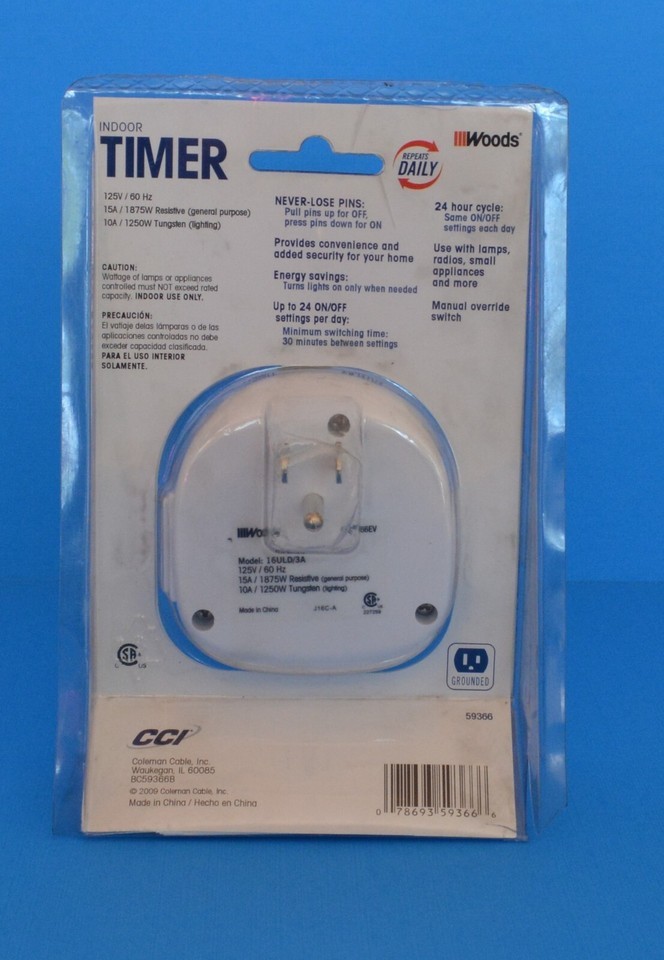 INDOOR
TIMER
125V / 60 Hz
15A / 1875W Resistive (general purpose)
10A / 1250W Tungsten (lighting)
CAUTION:
Wattage of lamps or appliances
controlled must NOT exceed rated
capacity. INDOOR USE ONLY.
PRECAUCIÓN:
El vatiaje delas lámparas o de las
aplicaciones controladas no debe
exceder capacidad clasificada.
PARA EL USO INTERIOR
SOLAMENTE.
NEVER-LOSE PINS:
Pull pins up for OFF,
press pins down for ON
Provides convenience and
added security for your home
Energy savings:
Turns lights on only when needed
Up to 24 ON/OFF
settings per day:
Minimum switching time:
30 minutes between settings
REPEATS
DAILY
Woods®
24 hour cycle:
Same ON/OFF
settings each day
Use with lamps,
radios, small
appliances
and more
Manual override
switch
Model: 16ULD/3A
125V / 60 Hz
15A / 1875W Resistive (general purpose)
10A / 1250W Tungsten (lighting)
Made in China J16C-A
C US
GROUNDED
59366
CCI
Coleman Cable, Inc.
Waukegan, IL 60085
BC59366B
© 2009 Coleman Cable, Inc.
Made in China / Hecho en China
0 78693 59366 6